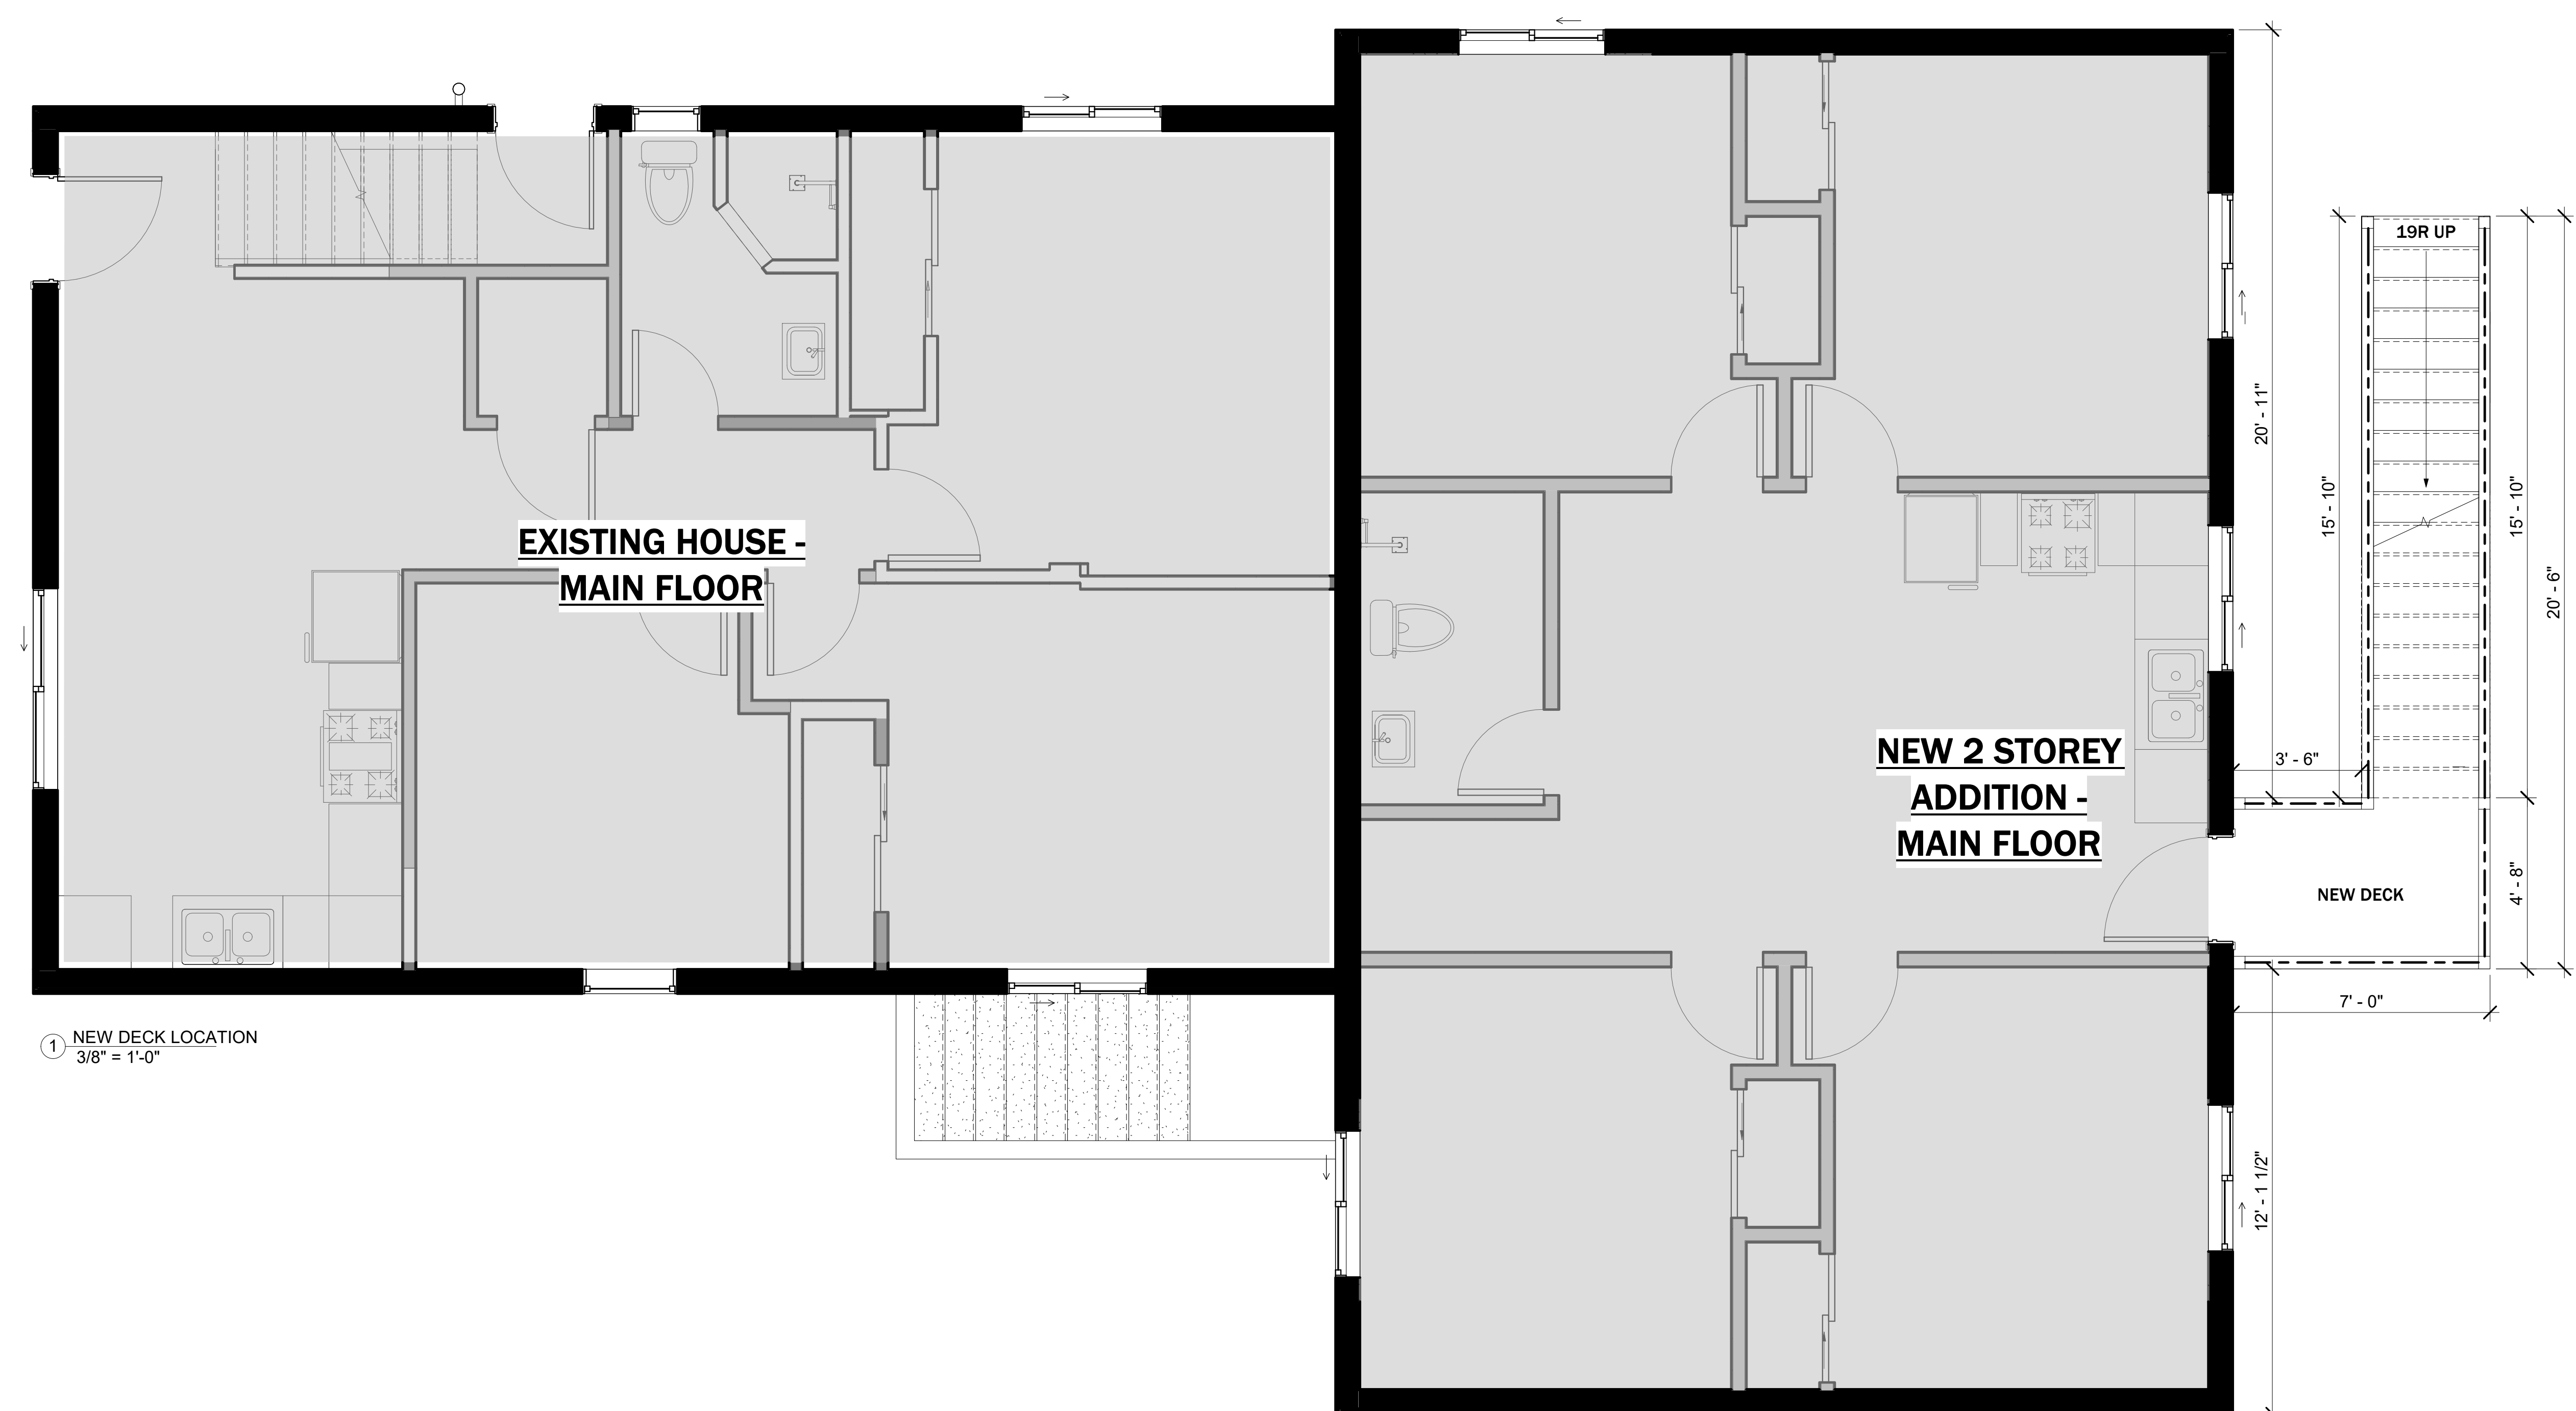 19R UP
20' - 11"
15' - 10"
15' - 10"
20' - 6"
EXISTING HOUSE -
MAIN FLOOR
NEW 2 STOREY
ADDITION -
MAIN FLOOR
3' - 6"
NEW DECK
4' - 8"
7' - 0"
1
NEW DECK LOCATION
3/8" = 1'-0"
12' - 1 1/2"